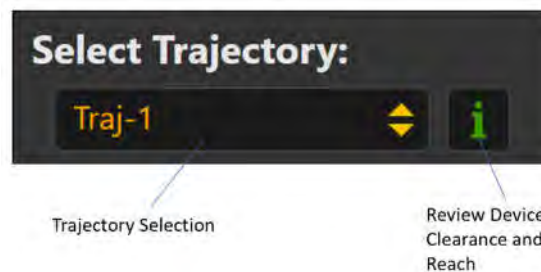 Select Trajectory:
Traj-1
i
Trajectory Selection
Review Device
Clearance and
Reach